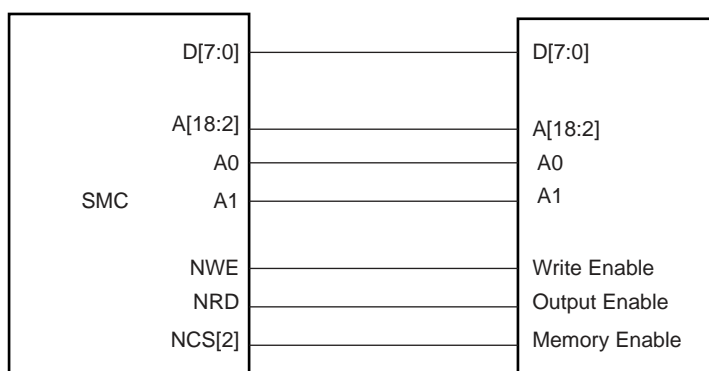 D[7:0] D[7:0]
A[18:2] A[18:2]
A0 A0
SMC A1 A1
NWE Write Enable
NRD Output Enable
NCS[2] Memory Enable